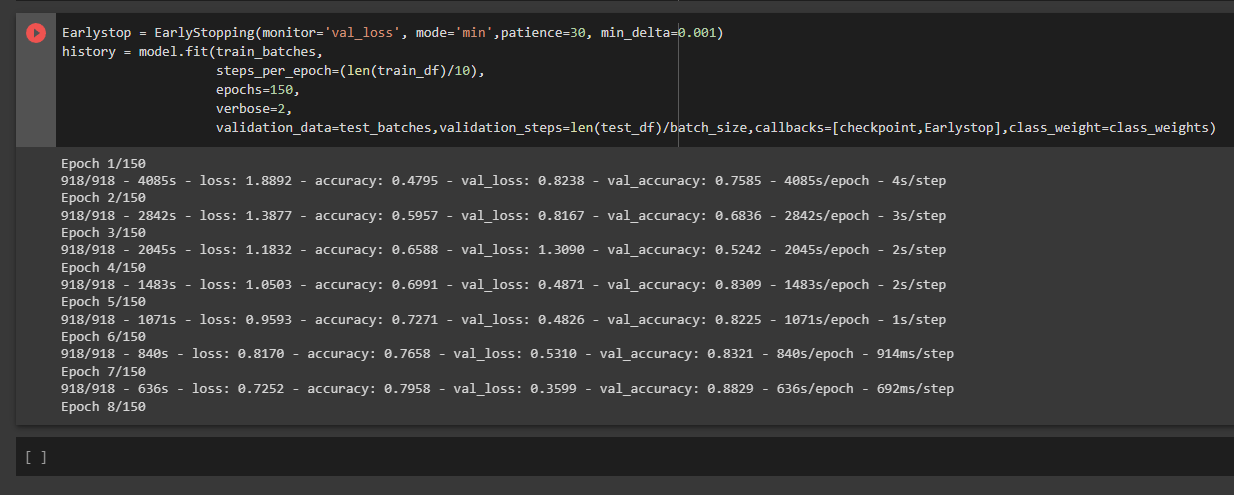 Earlystop = EarlyStopping(monitor='val_loss', mode='min',patience=30, min_delta=0.001)
history = model.fit(train_batches,
steps_per_epoch=(len(train_df)/10),
epochs=150,
verbose=2,
validation_data=test_batches,validation_steps=len(test_df)/batch_size,callbacks=[checkpoint,Earlystop],class_weight=class_weights)
Epoch 1/150
918/918 - 4085s - loss: 1.8892 - accuracy: 0.4795 - val_loss: 0.8238 - val_accuracy: 0.7585 - 4085s/epoch - 4s/step
Epoch 2/150
918/918 - 2842s - loss: 1.3877 - accuracy: 0.5957 - val_loss: 0.8167 - val_accuracy: 0.6836 - 2842s/epoch - 3s/step
Epoch 3/150
918/918 - 2045s - loss: 1.1832 - accuracy: 0.6588 - val_loss: 1.3090 - val_accuracy: 0.5242 - 2045s/epoch - 2s/step
Epoch 4/150
918/918 - 1483s - loss: 1.0503 - accuracy: 0.6991 - val_loss: 0.4871 - val_accuracy: 0.8309 - 1483s/epoch - 2s/step
Epoch 5/150
918/918 - 1071s - loss: 0.9593 - accuracy: 0.7271 - val_loss: 0.4826 - val_accuracy: 0.8225 - 1071s/epoch - 1s/step
Epoch 6/150
918/918 - 840s - loss: 0.8170 - accuracy: 0.7658 - val_loss: 0.5310 - val_accuracy: 0.8321 - 840s/epoch - 914ms/step
Epoch 7/150
918/918 - 636s - loss: 0.7252 - accuracy: 0.7958 - val_loss: 0.3599 - val_accuracy: 0.8829 - 636s/epoch - 692ms/step
Epoch 8/150
[ ]